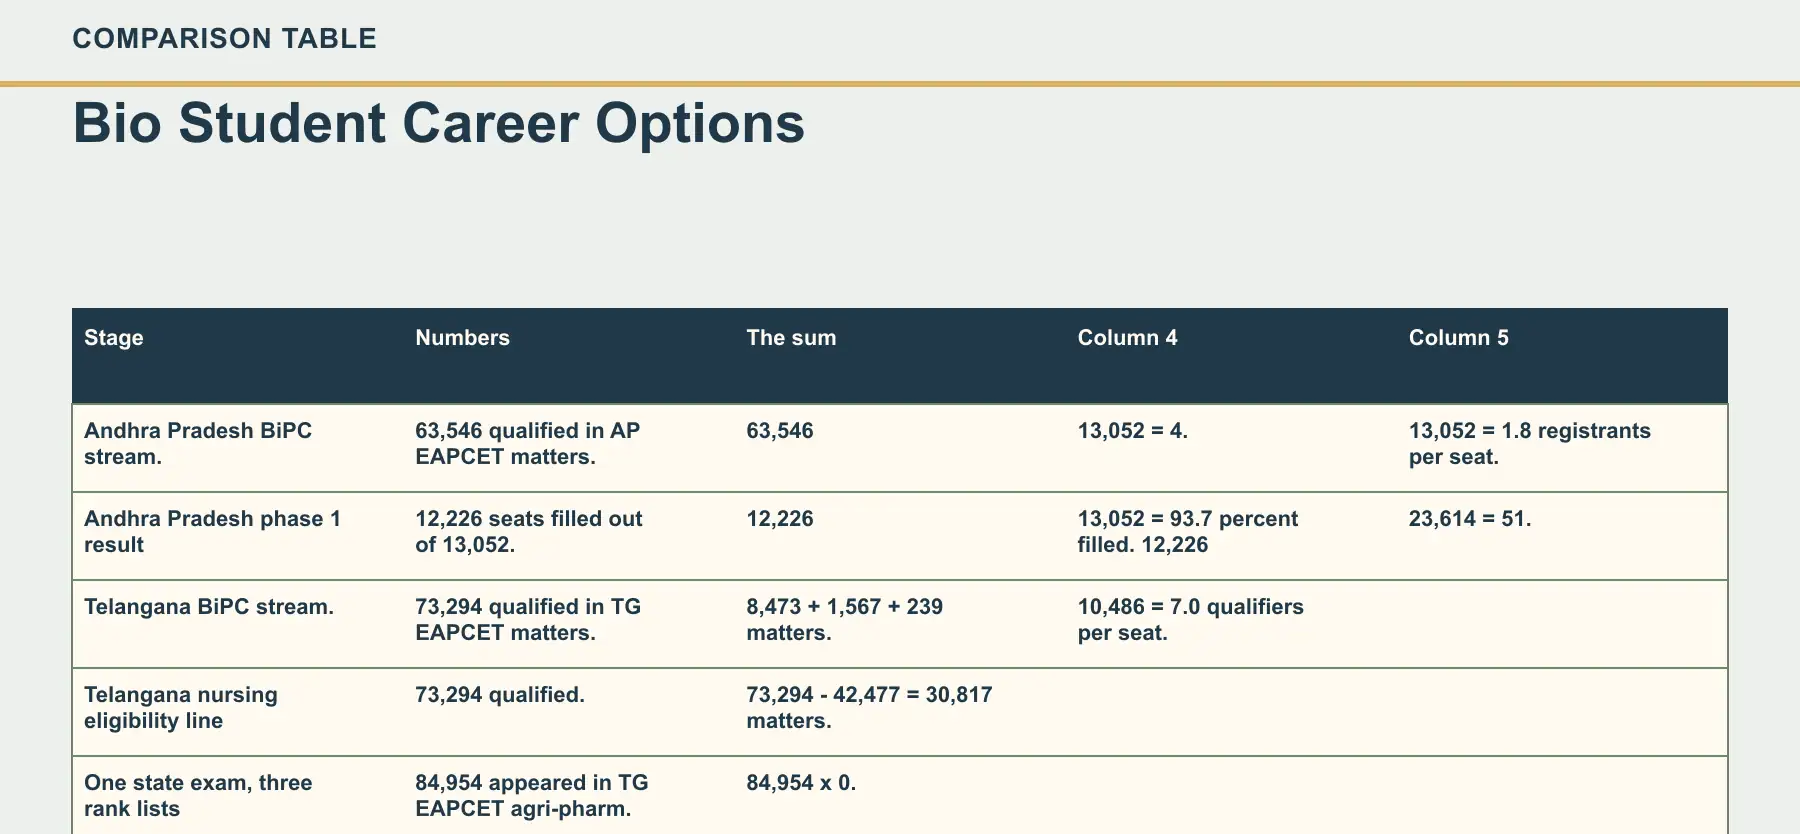 COMPARISON TABLE
Bio Student Career Options
Stage
Numbers
The sum
Column 4
Column 5
Andhra Pradesh BiPC
stream.
63,546 qualified in AP
EAPCET matters.
63,546
13,052 = 4.
13,052 = 1.8 registrants
per seat.
Andhra Pradesh phase 1
result
12,226 seats filled out
of 13,052.
12,226
13,052 = 93.7 percent
filled. 12,226
23,614 = 51.
Telangana BiPC stream.
73,294 qualified in TG
EAPCET matters.
8,473 + 1,567 + 239
matters.
10,486 = 7.0 qualifiers
per seat.
Telangana nursing
eligibility line
73,294 qualified.
73,294 - 42,477 = 30,817
matters.
One state exam, three
rank lists
84,954 appeared in TG
EAPCET agri-pharm.
84,954 x 0.